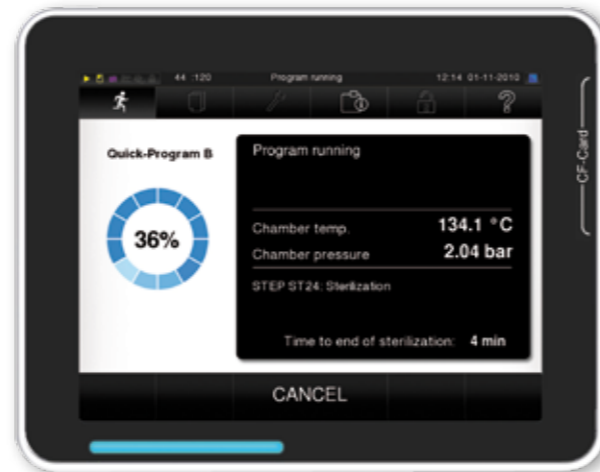 44 :120 Program running 12:14 01-11-2010
?
Quick-Program B
36%
Program running
Chamber temp. 134.1 °C
Chamber pressure 2.04 bar
STEP ST24: Sterilization
Time to end of sterilization: 4 min
CANCEL
CF-Card